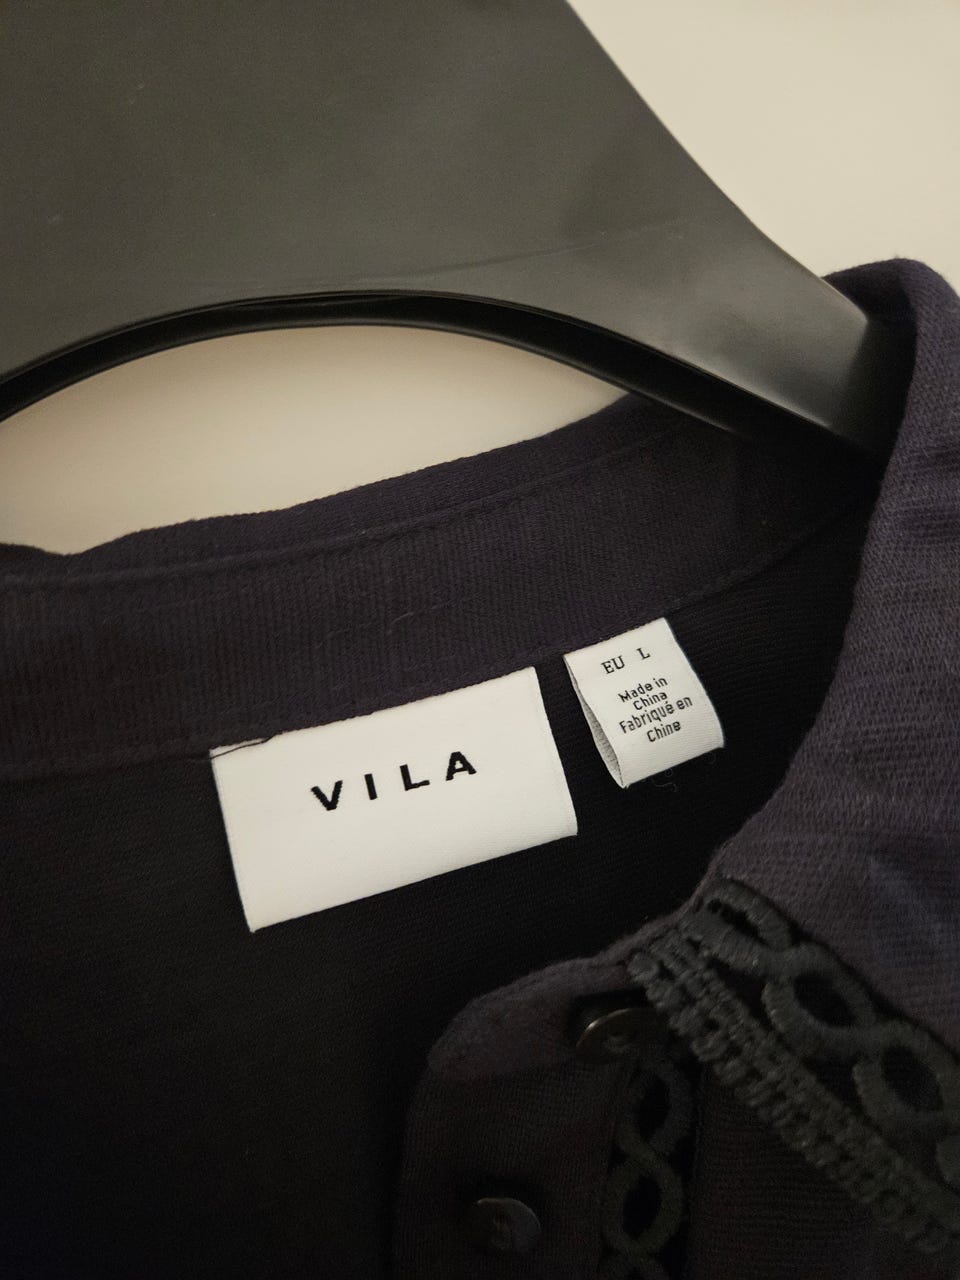 VILA
EU L
Made in
China
Fabriqué en
Chine